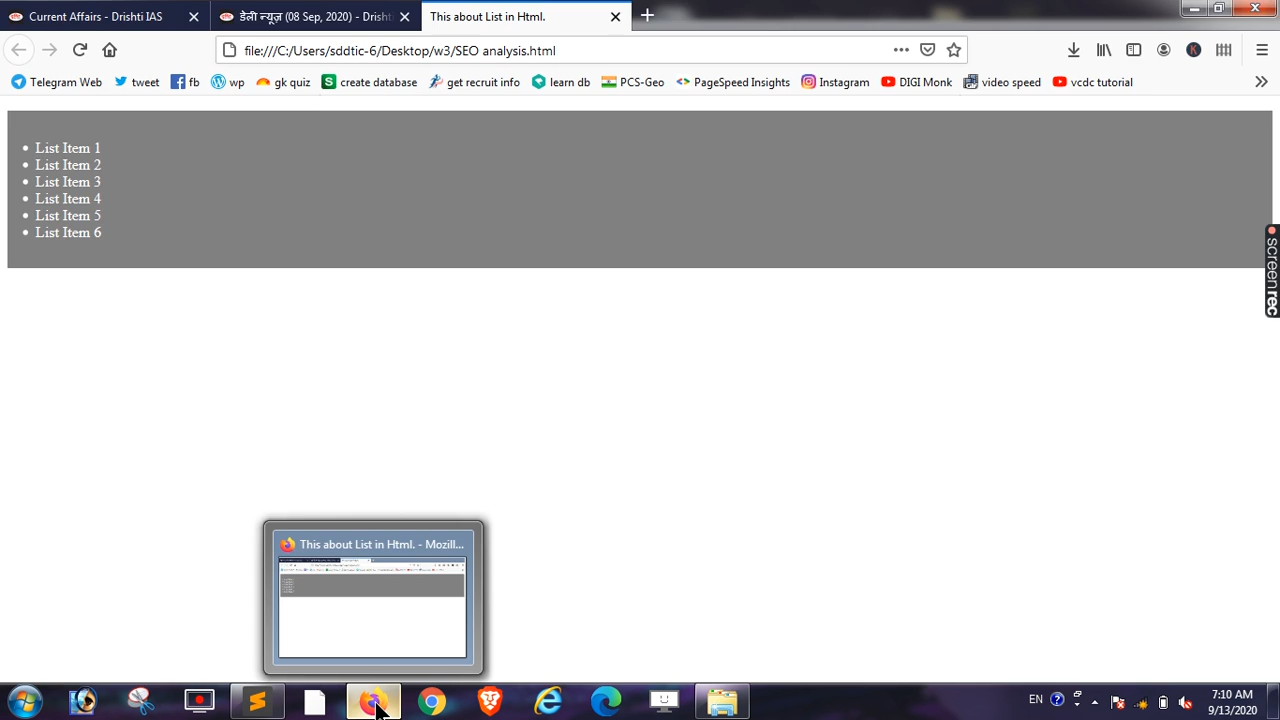 Current Affairs - Drishti IAS
डेली न्यूज़ (08 Sep, 2020) - Drisht
This about List in Html.
file:///C:/Users/sddtic-6/Desktop/w3/SEO analysis.html
Telegram Web
tweet
fb
wp
gk quiz
create database
get recruit info
learn db
PCS-Geo
PageSpeed Insights
Instagram
DIGI Monk
video speed
vcdc tutorial
• List Item 1
• List Item 2
• List Item 3
• List Item 4
• List Item 5
• List Item 6
screenrec
This about List in Html. - Mozill...
EN
7:10 AM
9/13/2020